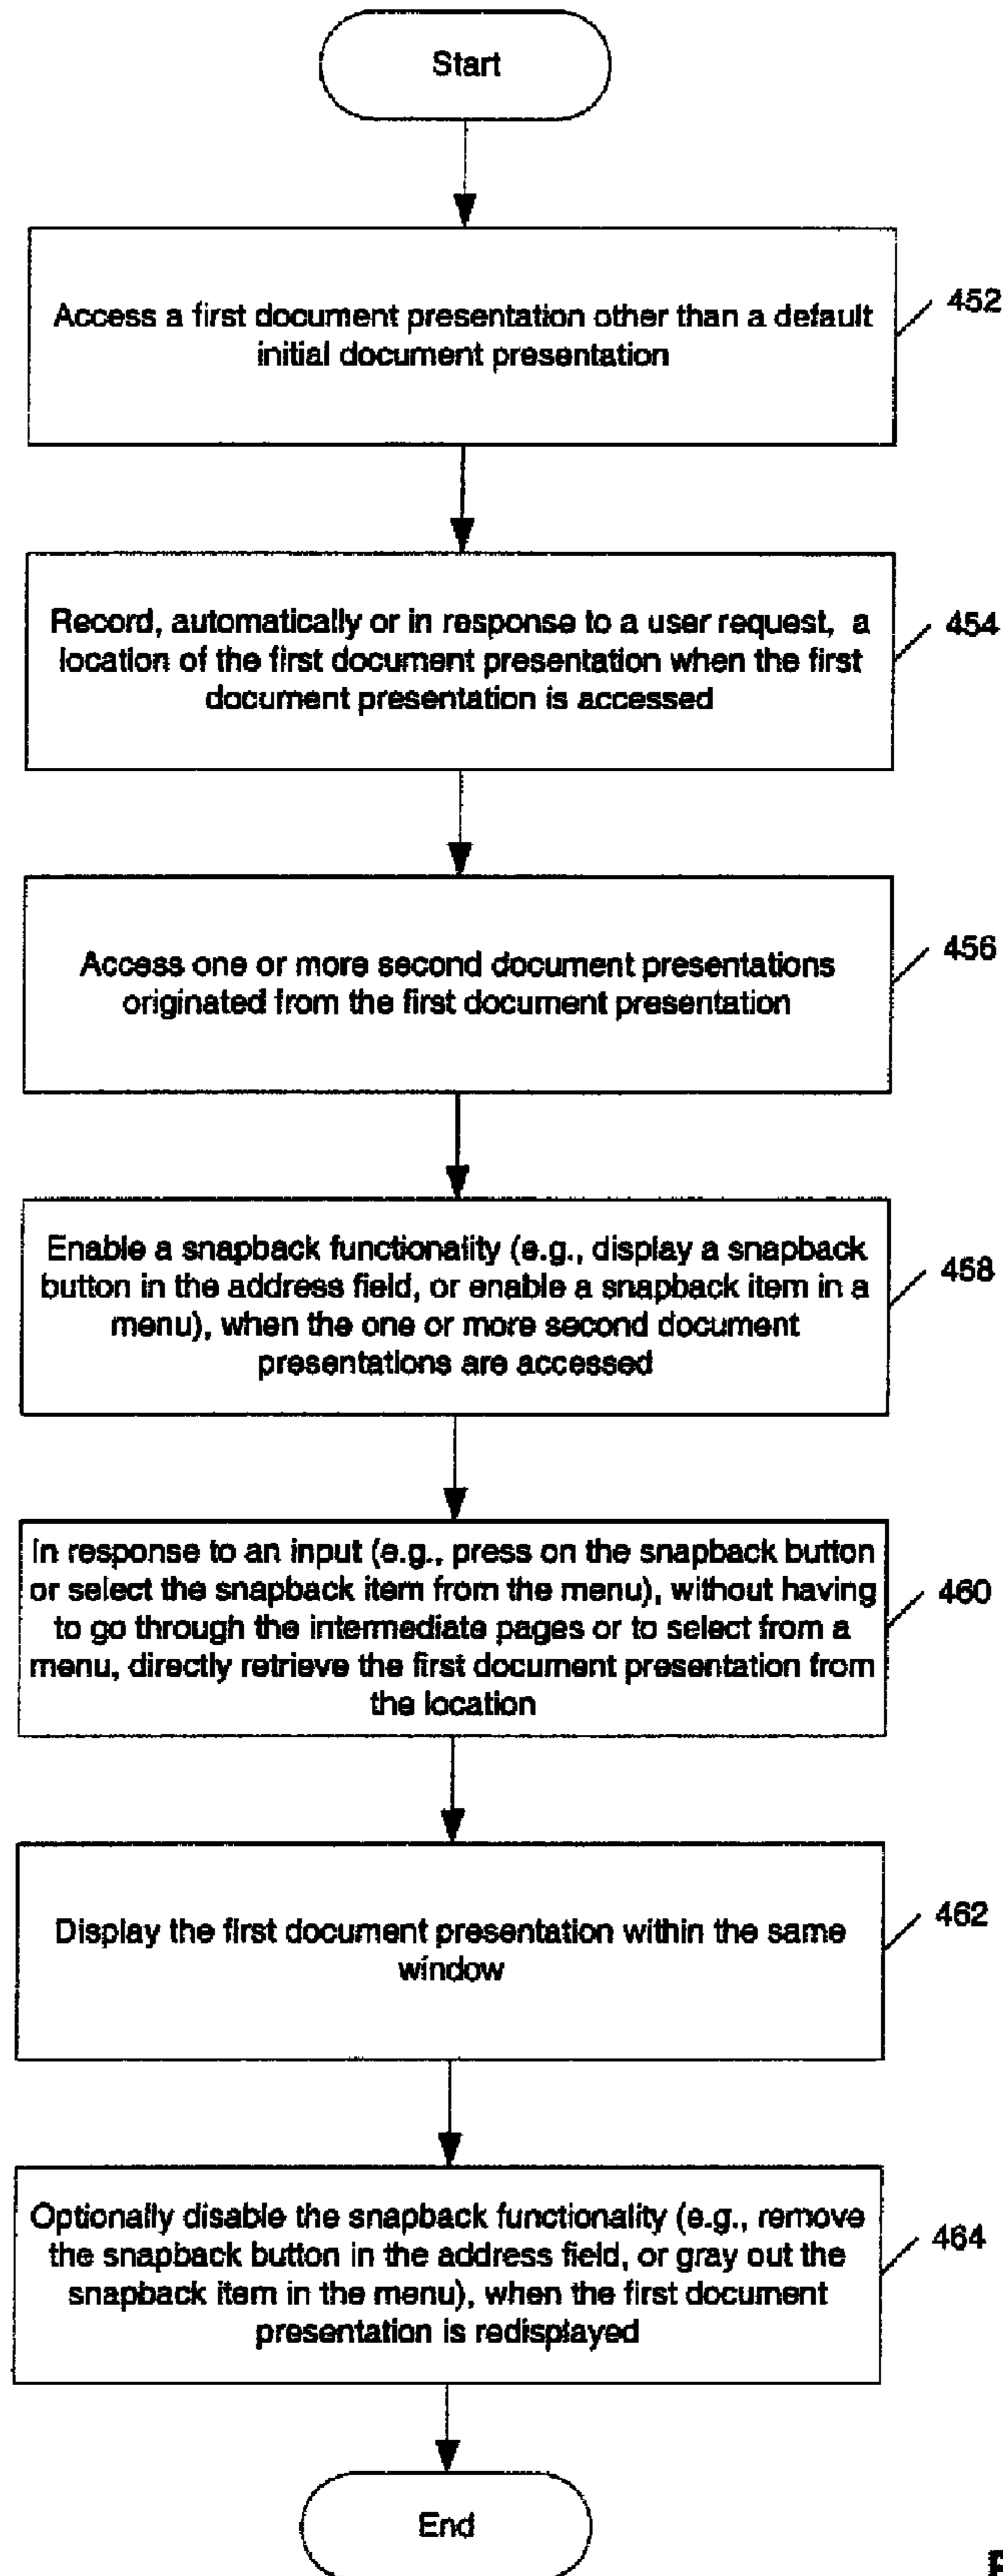 Start
Access a first document presentation other than a default
initial document presentation
452
Record, automatically or in response to a user request, a
location of the first document presentation when the first
document presentation is accessed
454
Access one or more second document presentations
originated from the first document presentation
456
Enable a snapback functionality (e.g., display a snapback
button in the address field, or enable a snapback item in a
menu), when the one or more second document
presentations are accessed
458
In response to an input (e.g., press on the snapback button
or select the snapback item from the menu), without having
to go through the intermediate pages or to select from a
menu, directly retrieve the first document presentation from
the location
460
Display the first document presentation within the same
window
462
Optionally disable the snapback functionality (e.g., remove
the snapback button in the address field, or gray out the
snapback item in the menu), when the first document
presentation is redisplayed
464
End